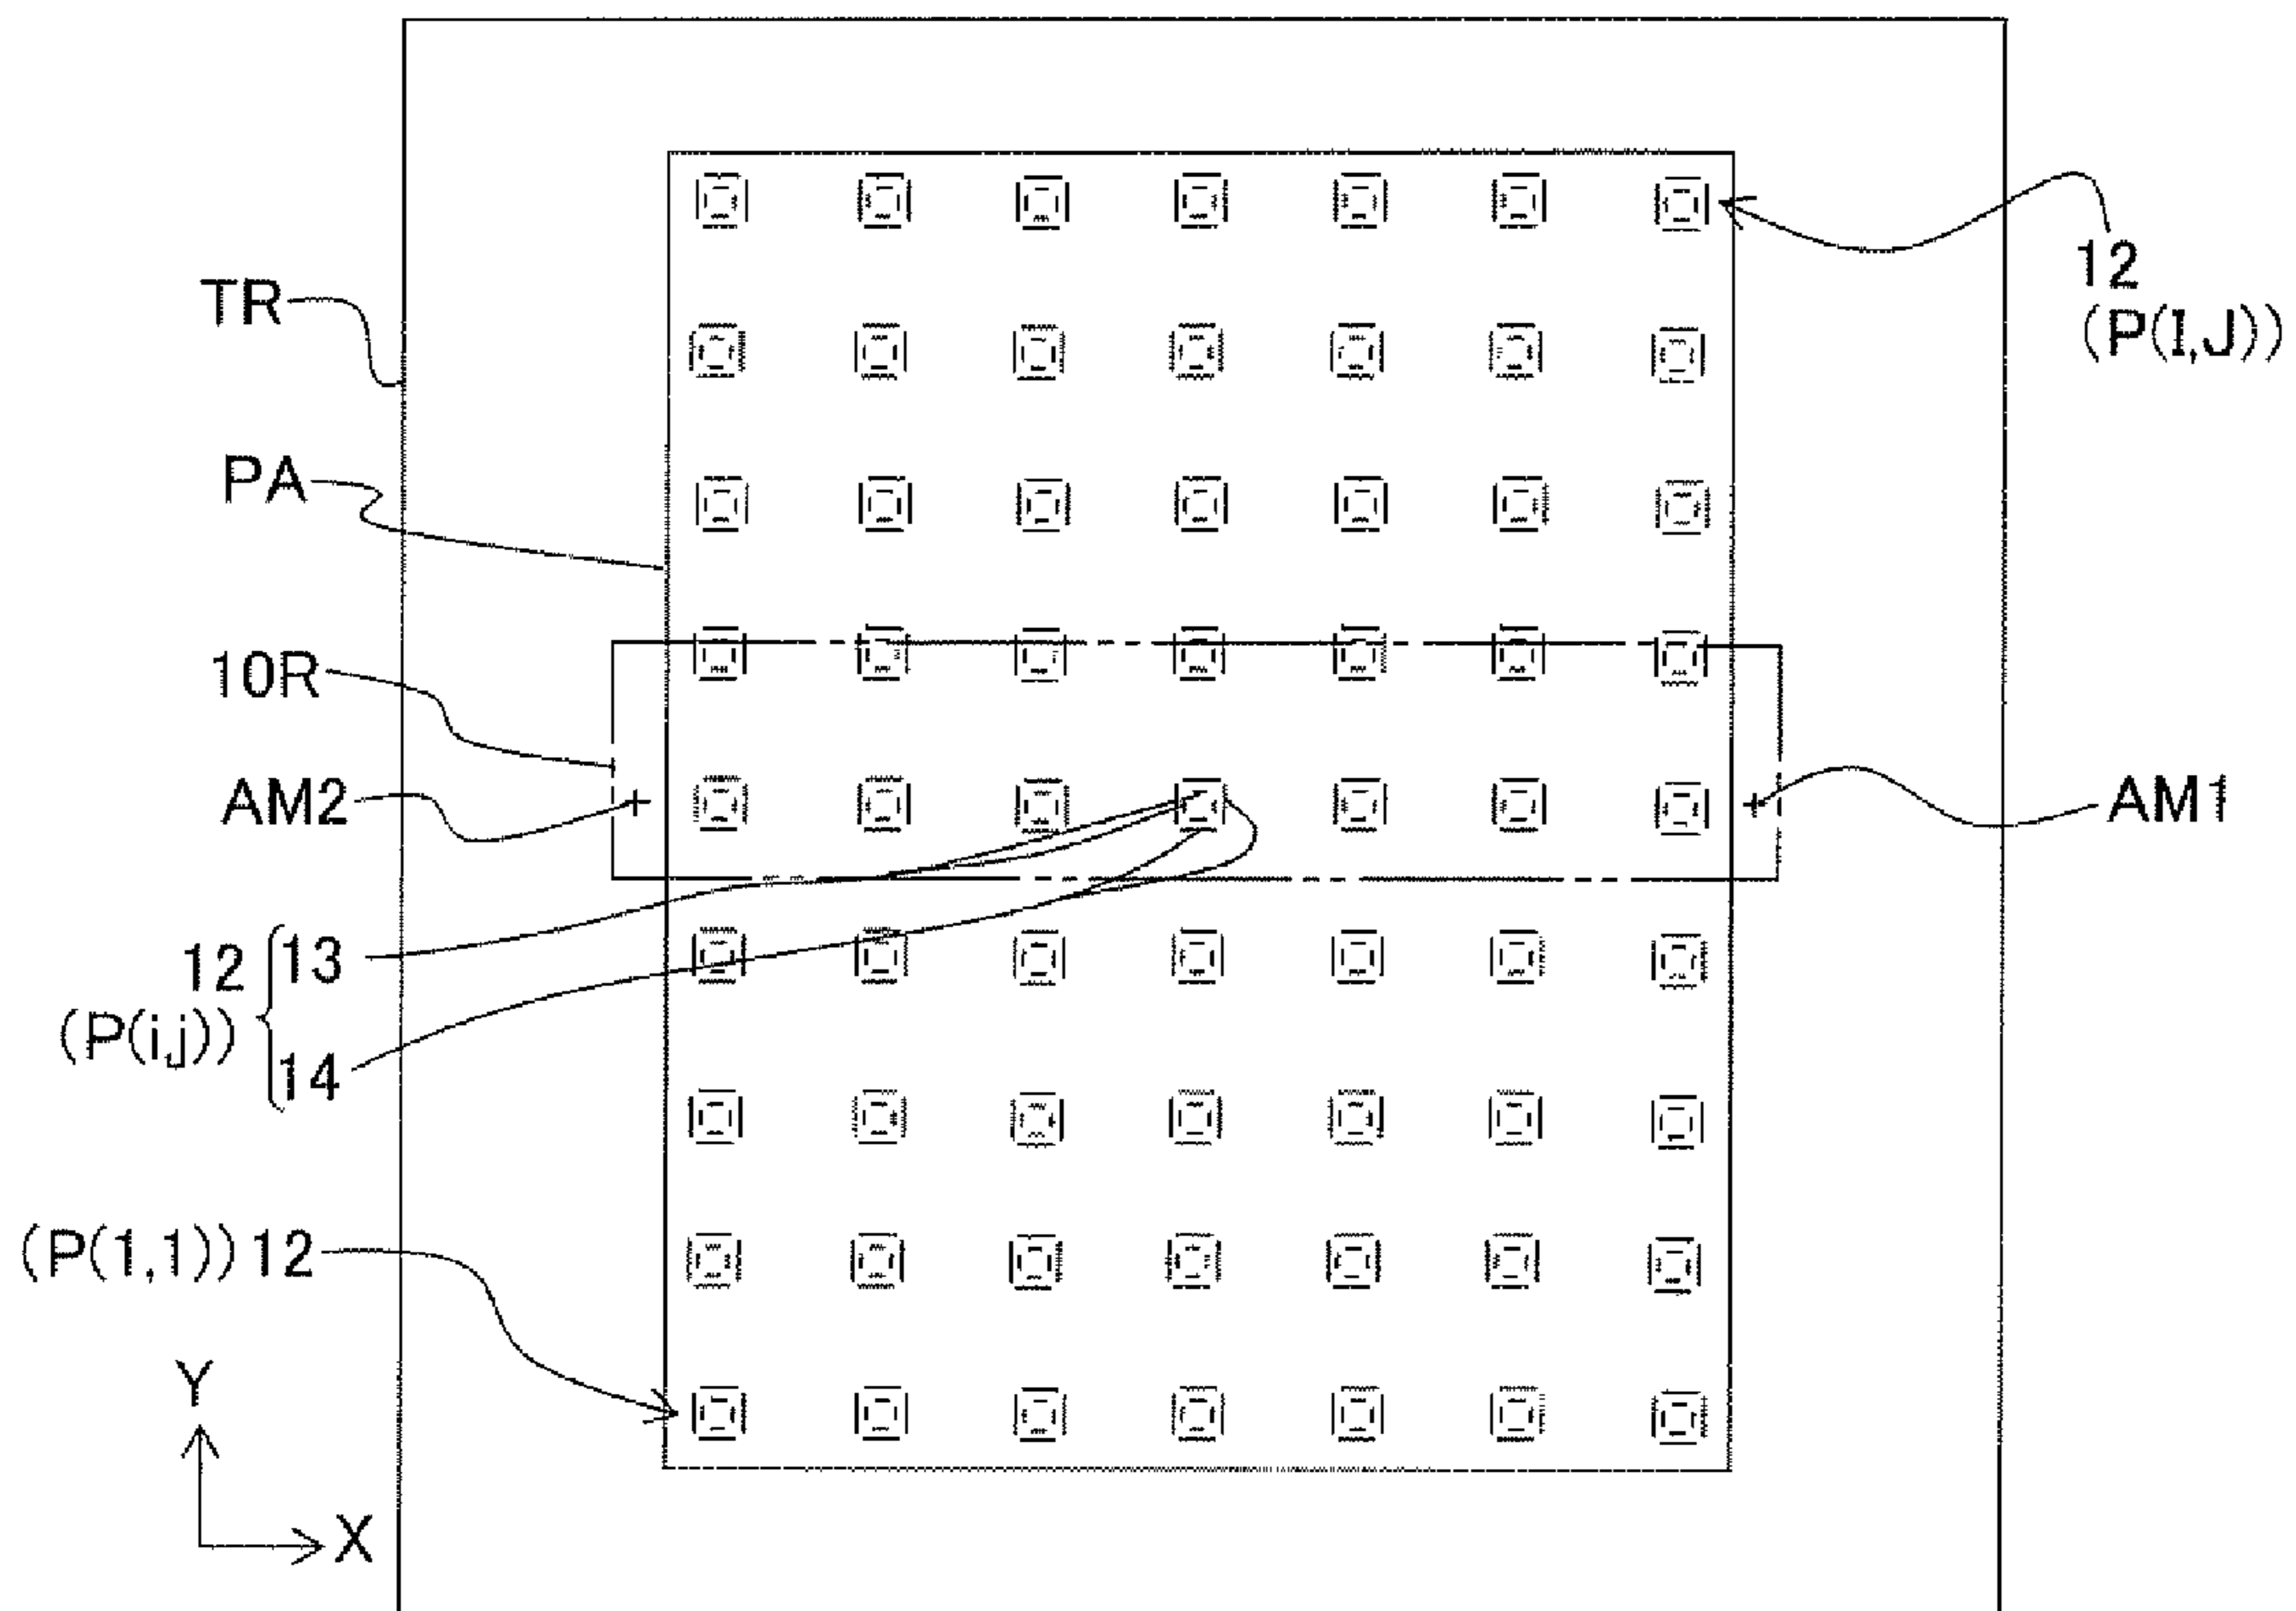 TR
12
(P(I,J))
PA
10R
AM2
AM1
12 { 13
(P(i,j))
14
(P(1,1)) 12
Y
X